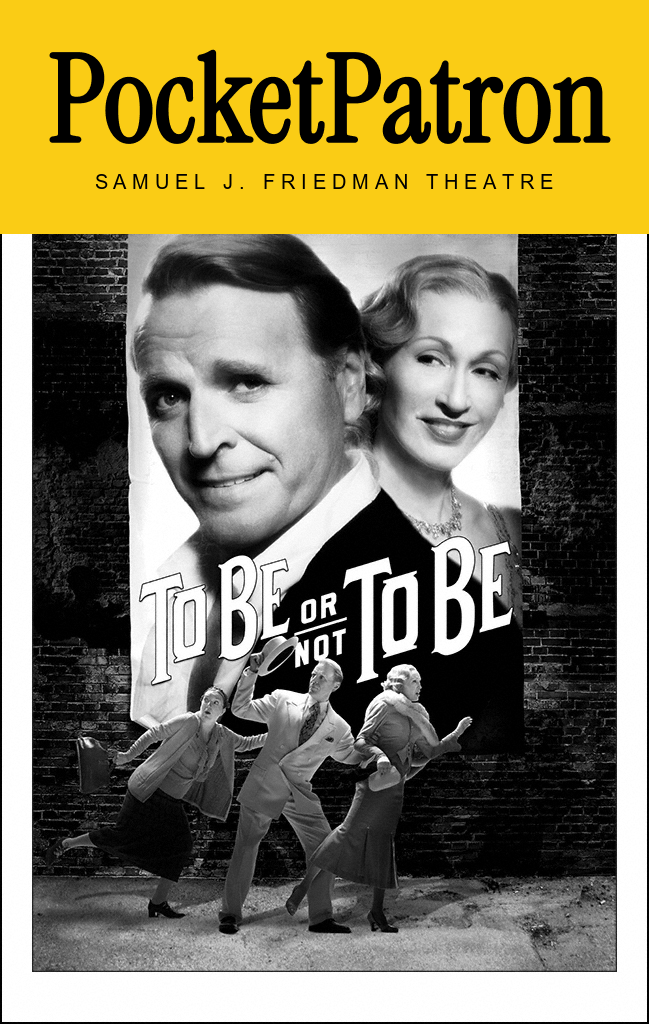 PocketPatron
SAMUEL J. FRIEDMAN THEATRE
TO BE OR NOT TO BE